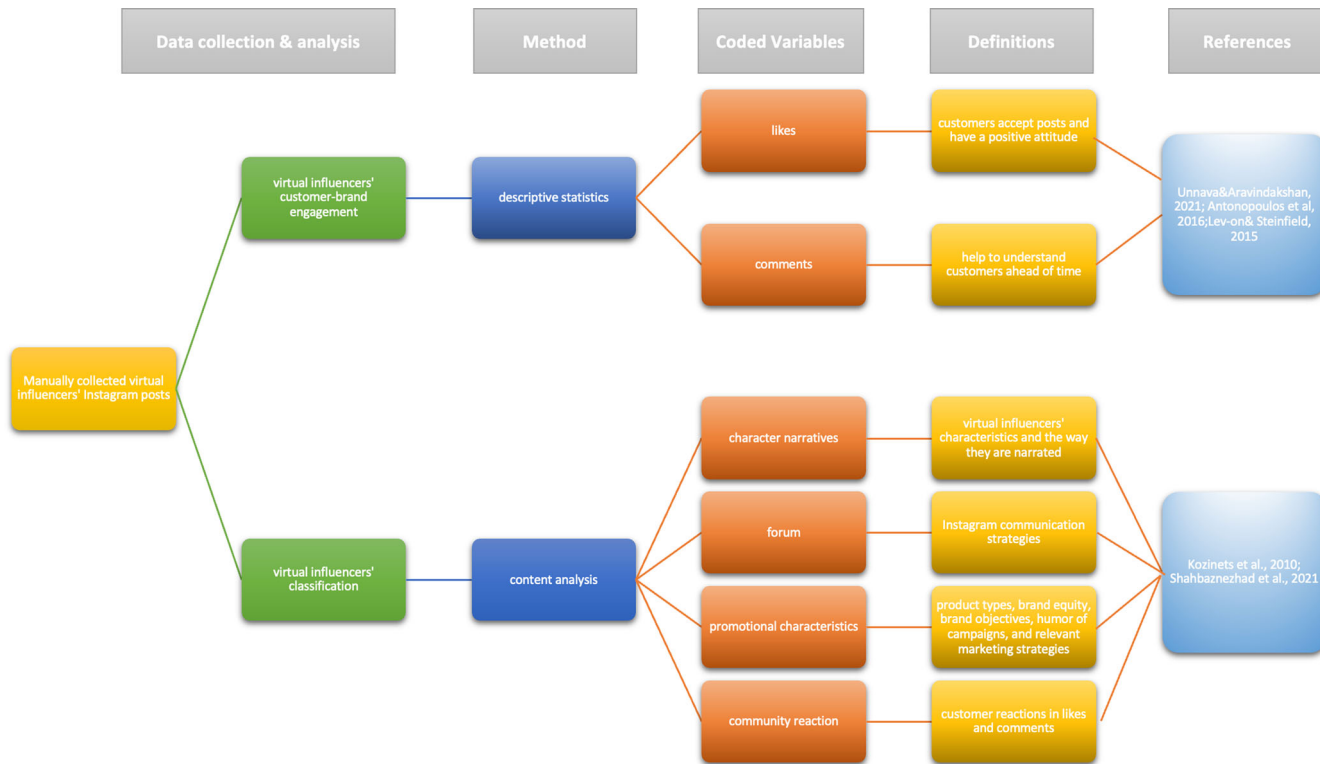 Data collection & analysis
Method
Coded Variables
Definitions
References
likes
customers accept posts and
have a positive attitude
virtual influencers'
customer-brand
engagement
descriptive statistics
Unnava&Aravindakshan,
2021; Antonopoulos et al,
2016;Lev-on& Steinfield,
2015
comments
help to understand
customers ahead of time
Manually collected virtual
influencers' Instagram posts
character narratives
virtual influencers'
characteristics and the way
they are narrated
forum
Instagram communication
strategies
virtual influencers'
classification
content analysis
Kozinets et al., 2010;
Shahbaznezhad et al., 2021
promotional characteristics
product types, brand equity,
brand objectives, humor of
campaigns, and relevant
marketing strategies
community reaction
customer reactions in likes
and comments